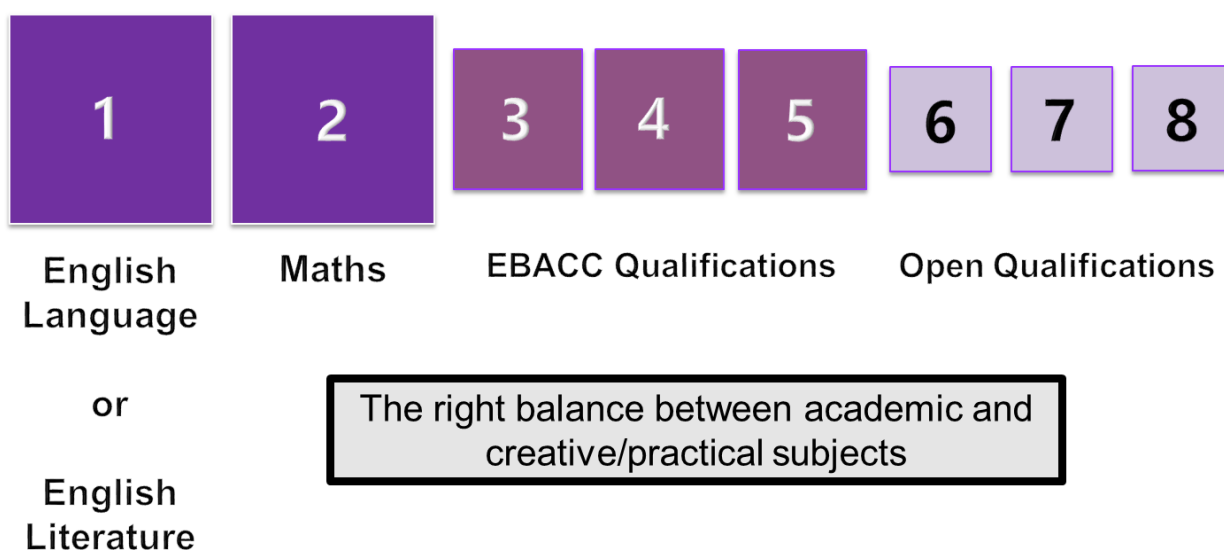 1 2 3 4 5 6 7 8
English
Language
or
English
Literature
Maths
EBACC Qualifications
Open Qualifications
The right balance between academic and
creative/practical subjects